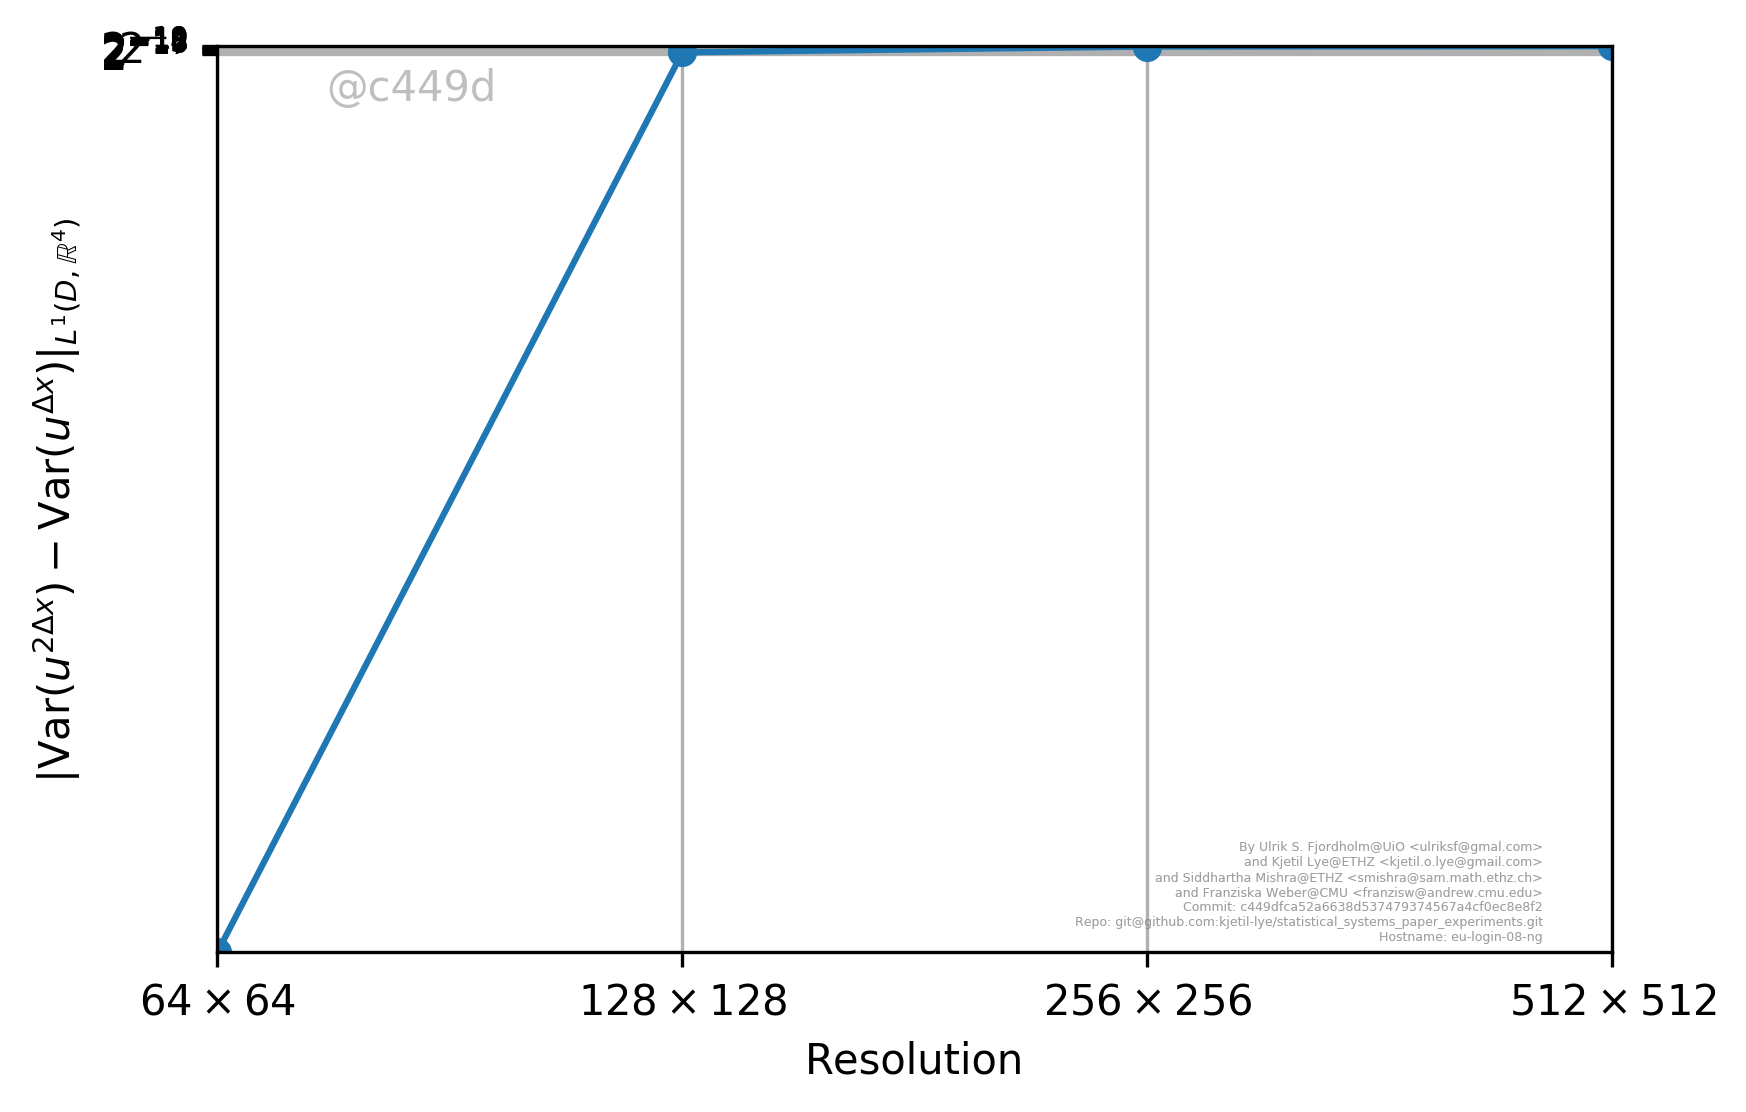 @c449d
|Var(u^{2Δx}) − Var(u^{Δx})|_{L^1(D, ℝ^4)}
By Ulrik S. Fjordholm@UiO <ulriksf@gmal.com>
and Kjetil Lye@ETHZ <kjetil.o.lye@gmail.com>
and Siddhartha Mishra@ETHZ <smishra@sam.math.ethz.ch>
and Franziska Weber@CMU <franzisw@andrew.cmu.edu>
Commit: c449dfca52a6638d537479374567a4cf0ec8e8f2
Repo: git@github.com:kjetil-lye/statistical_systems_paper_experiments.git
Hostname: eu-login-08-ng
64 × 64 128 × 128 256 × 256 512 × 512
Resolution